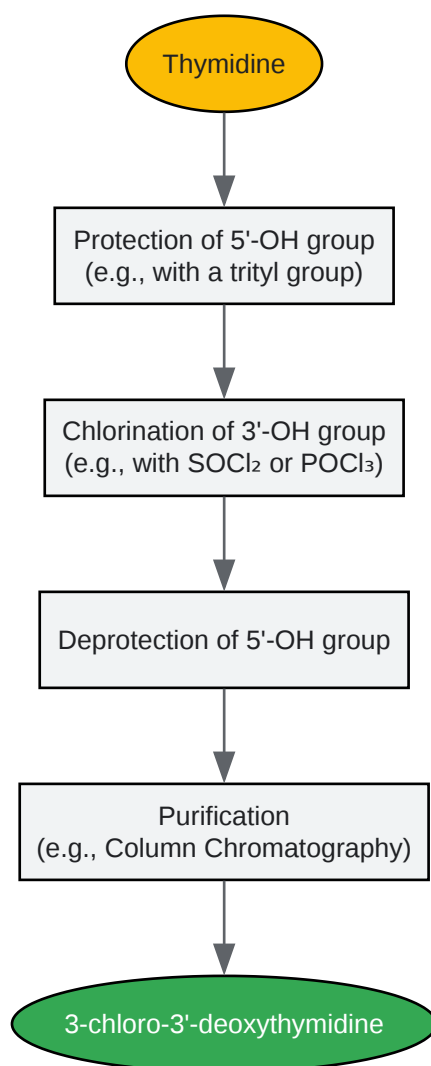 Thymidine
Protection of 5'-OH group
(e.g., with a trityl group)
Chlorination of 3'-OH group
(e.g., with SOCl₂ or POCl₃)
Deprotection of 5'-OH group
Purification
(e.g., Column Chromatography)
3-chloro-3'-deoxythymidine